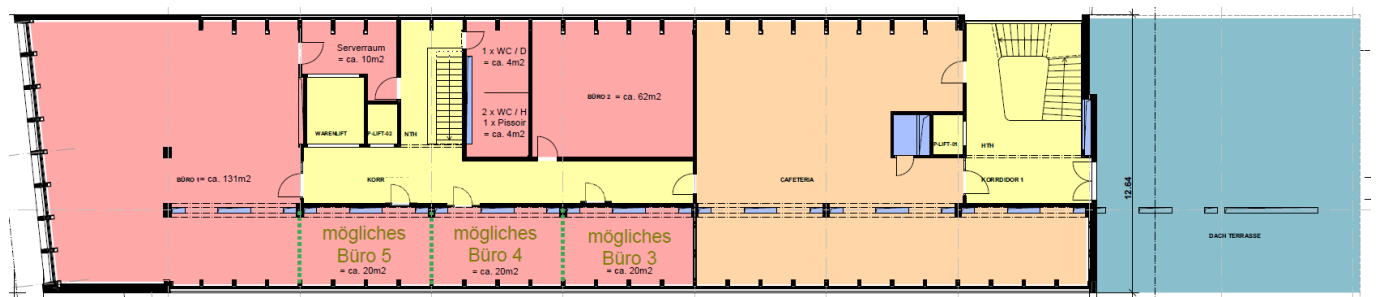 Serverraum
= ca. 10m2
1 x WC / D
= ca. 4m2
2 x WC / H
1 x Pissoir
= ca. 4m2
BÜRO 2 = ca. 62m2
WARENLIFT
P-LIFT-02
NTH
P-LIFT-01
HTH
BÜRO 1= ca. 131m2
KORR
CAFETERIA
KORRDIDOR 1
12.64
mögliches
Büro 5
= ca. 20m2
mögliches
Büro 4
= ca. 20m2
mögliches
Büro 3
= ca. 20m2
DACH TERRASSE